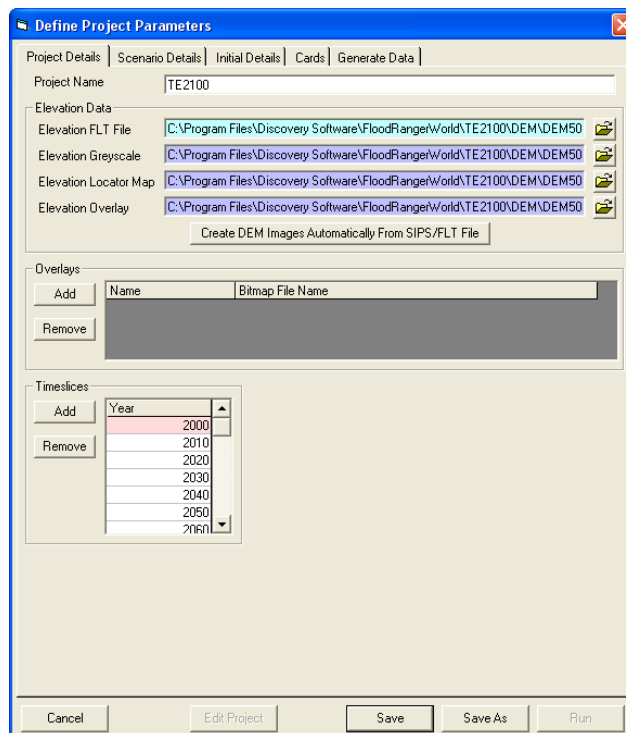 Define Project Parameters
Project Details Scenario Details Initial Details Cards Generate Data
Project Name TE2100
Elevation Data
Elevation FLT File C:\Program Files\Discovery Software\FloodRangerWorld\TE2100\DEM\DEM50
Elevation Greyscale C:\Program Files\Discovery Software\FloodRangerWorld\TE2100\DEM\DEM50
Elevation Locator Map C:\Program Files\Discovery Software\FloodRangerWorld\TE2100\DEM\DEM50
Elevation Overlay C:\Program Files\Discovery Software\FloodRangerWorld\TE2100\DEM\DEM50
Create DEM Images Automatically From SIPS/FLT File
Overlays
Add Name Bitmap File Name
Remove
Timeslices
Add Year
2000
Remove 2010
2020
2030
2040
2050
2060
Cancel Edit Project Save Save As Run